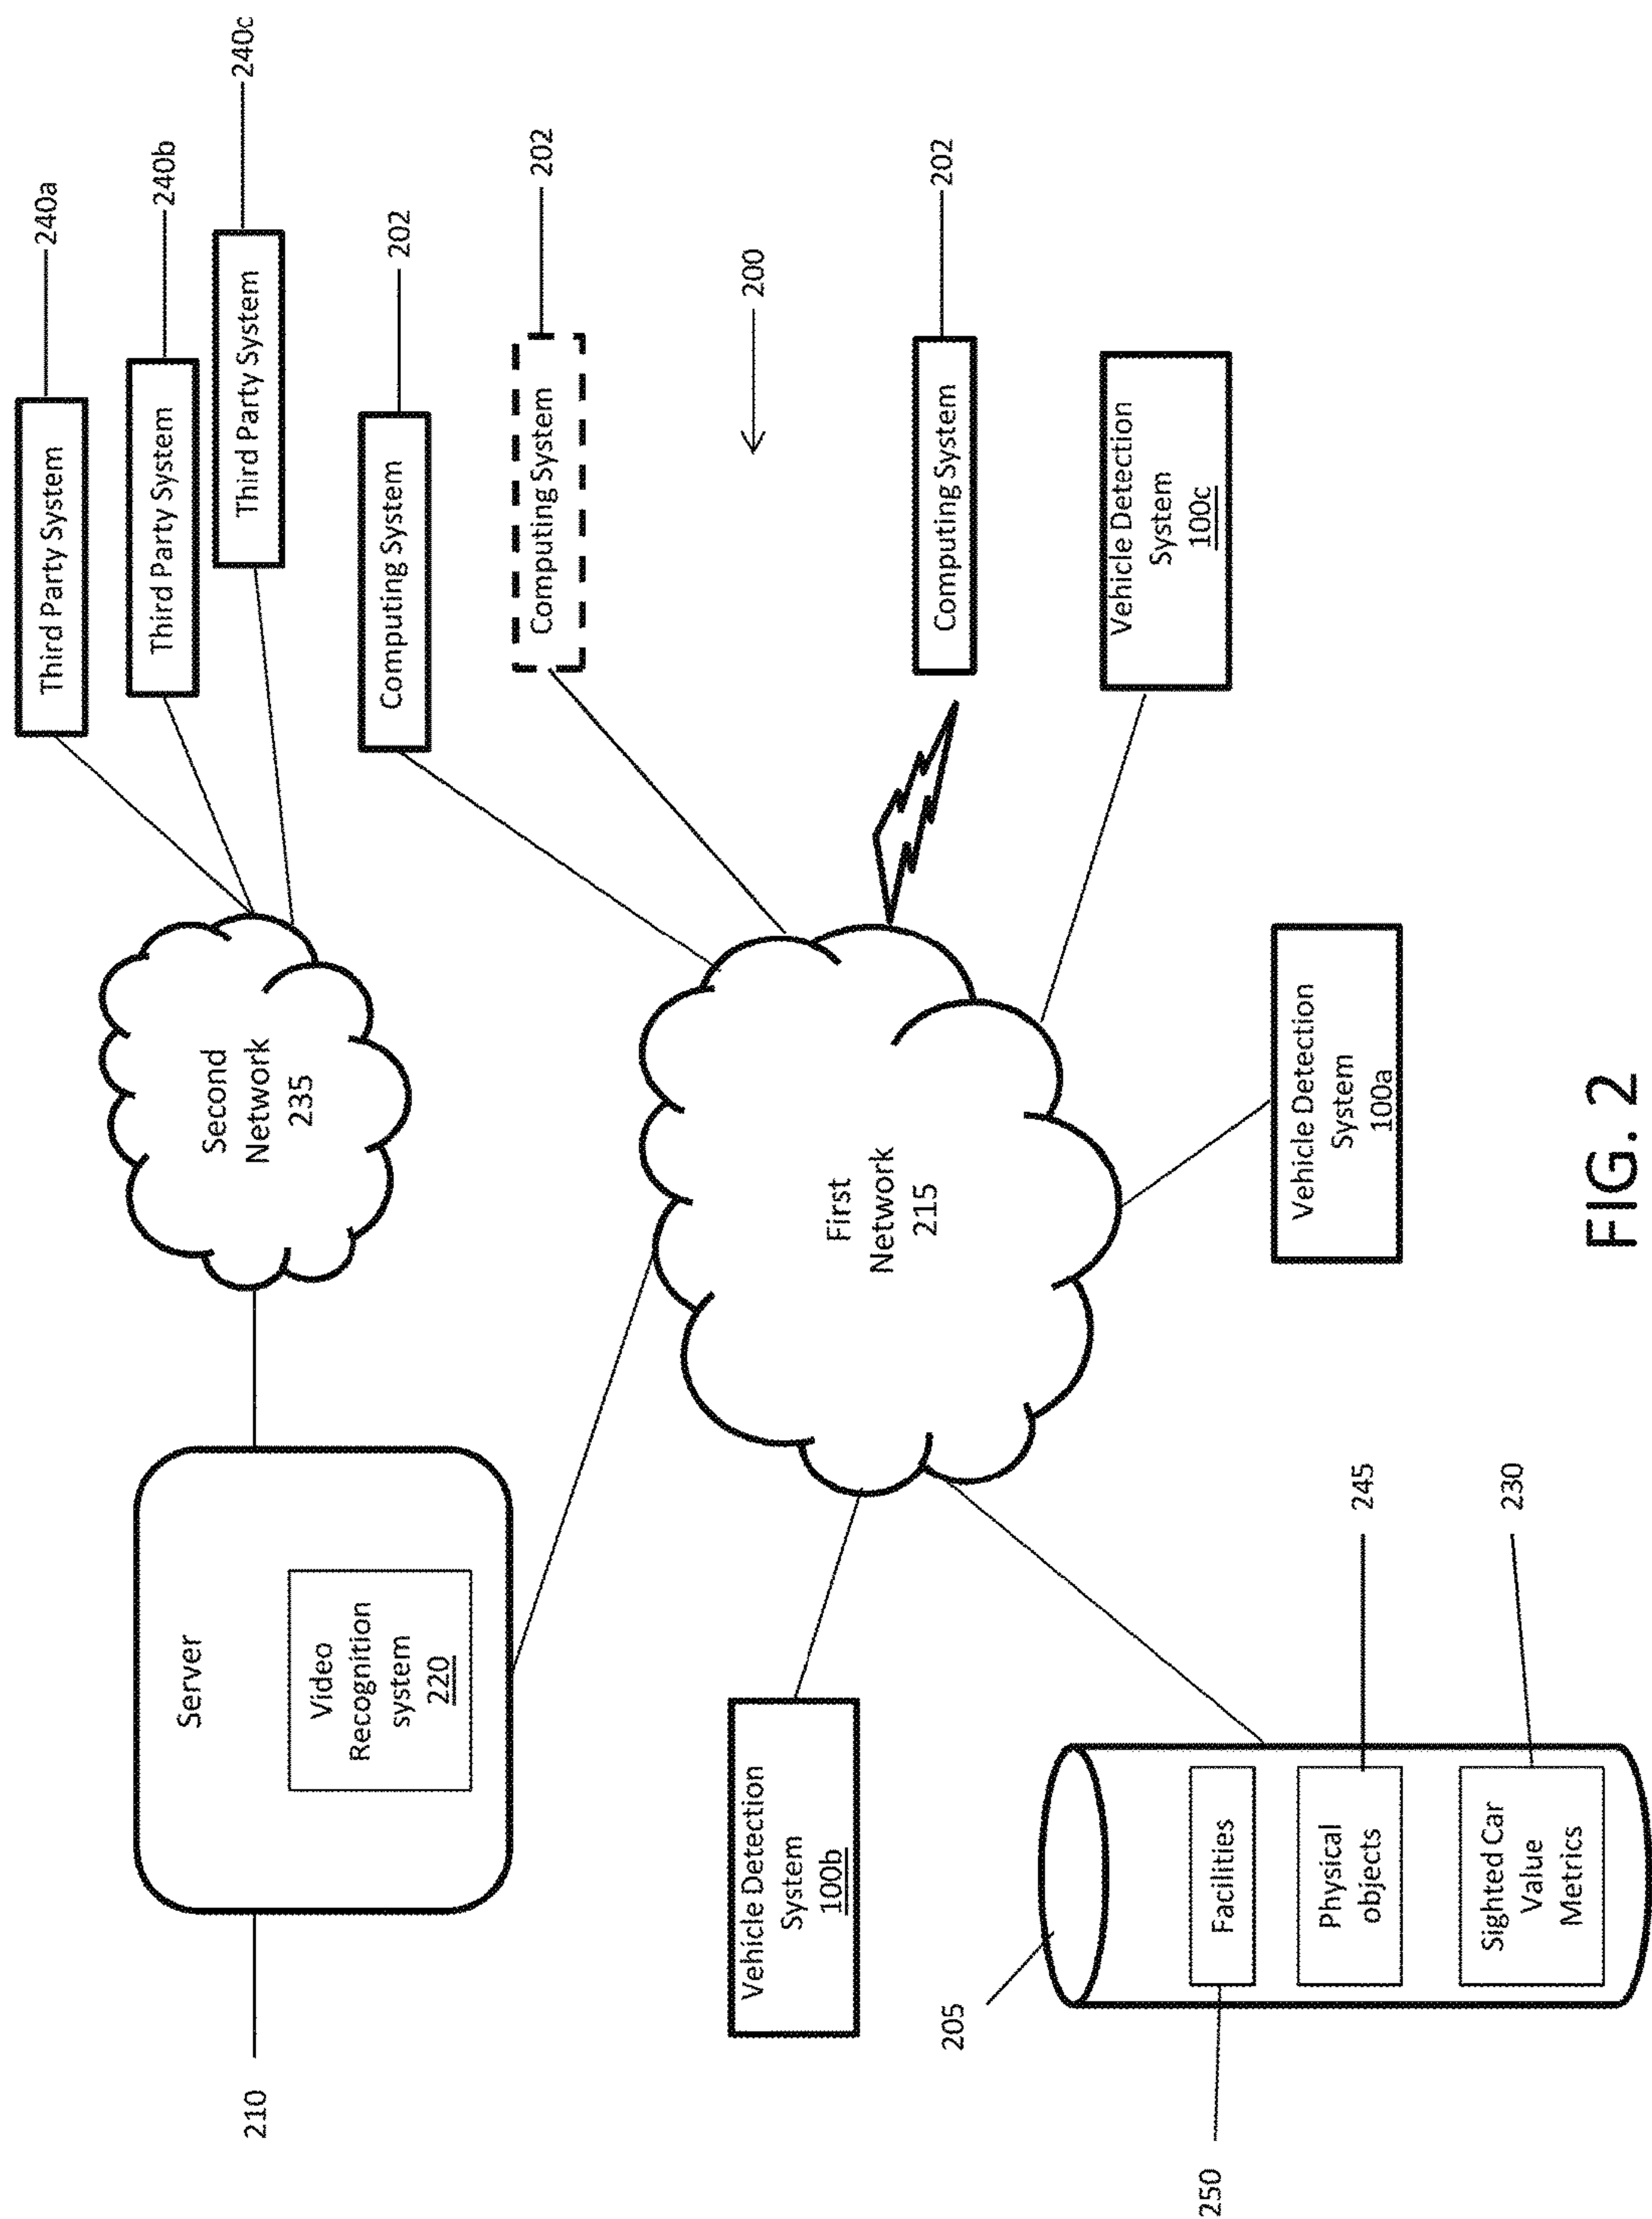 240a
240b
240c
Third Party System
Third Party System
Third Party System
Second
Network
235
Server
Video
Recognition
system
220
210
202
Computing System
202
Computing System
200
202
Computing System
First
Network
215
Vehicle Detection
System
100c
Vehicle Detection
System
100a
Vehicle Detection
System
100b
205
Facilities
250
Physical
objects
245
Sighted Car
Value
Metrics
230
FIG. 2